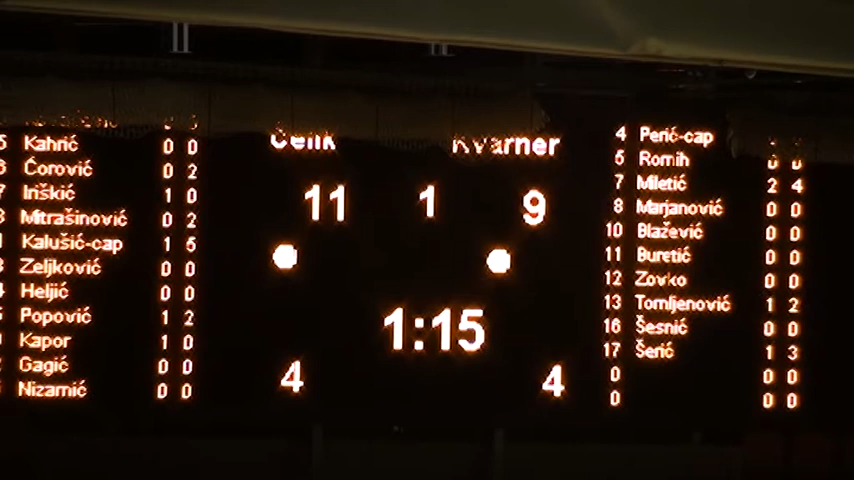 Čelik Kvarner
11 1 9
1:15
4 4
Kahrić 0 0
Ćorović 0 2
Iriškić 1 0
Mitrašinović 0 2
Kalušić-cap 1 5
Zeljković 0 0
Heljić 0 0
Popović 1 2
Kapor 1 0
Gagić 0 0
Nizamić 0 0
4 Perić-cap
5 Romih 0 0
7 Miletić 2 4
8 Marjanović 0 0
10 Blažević 0 0
11 Buretić 0 0
12 Zovko 0 0
13 Tomljenović 1 2
16 Šesnić 0 0
17 Šerić 1 3
0 0 0
0 0 0